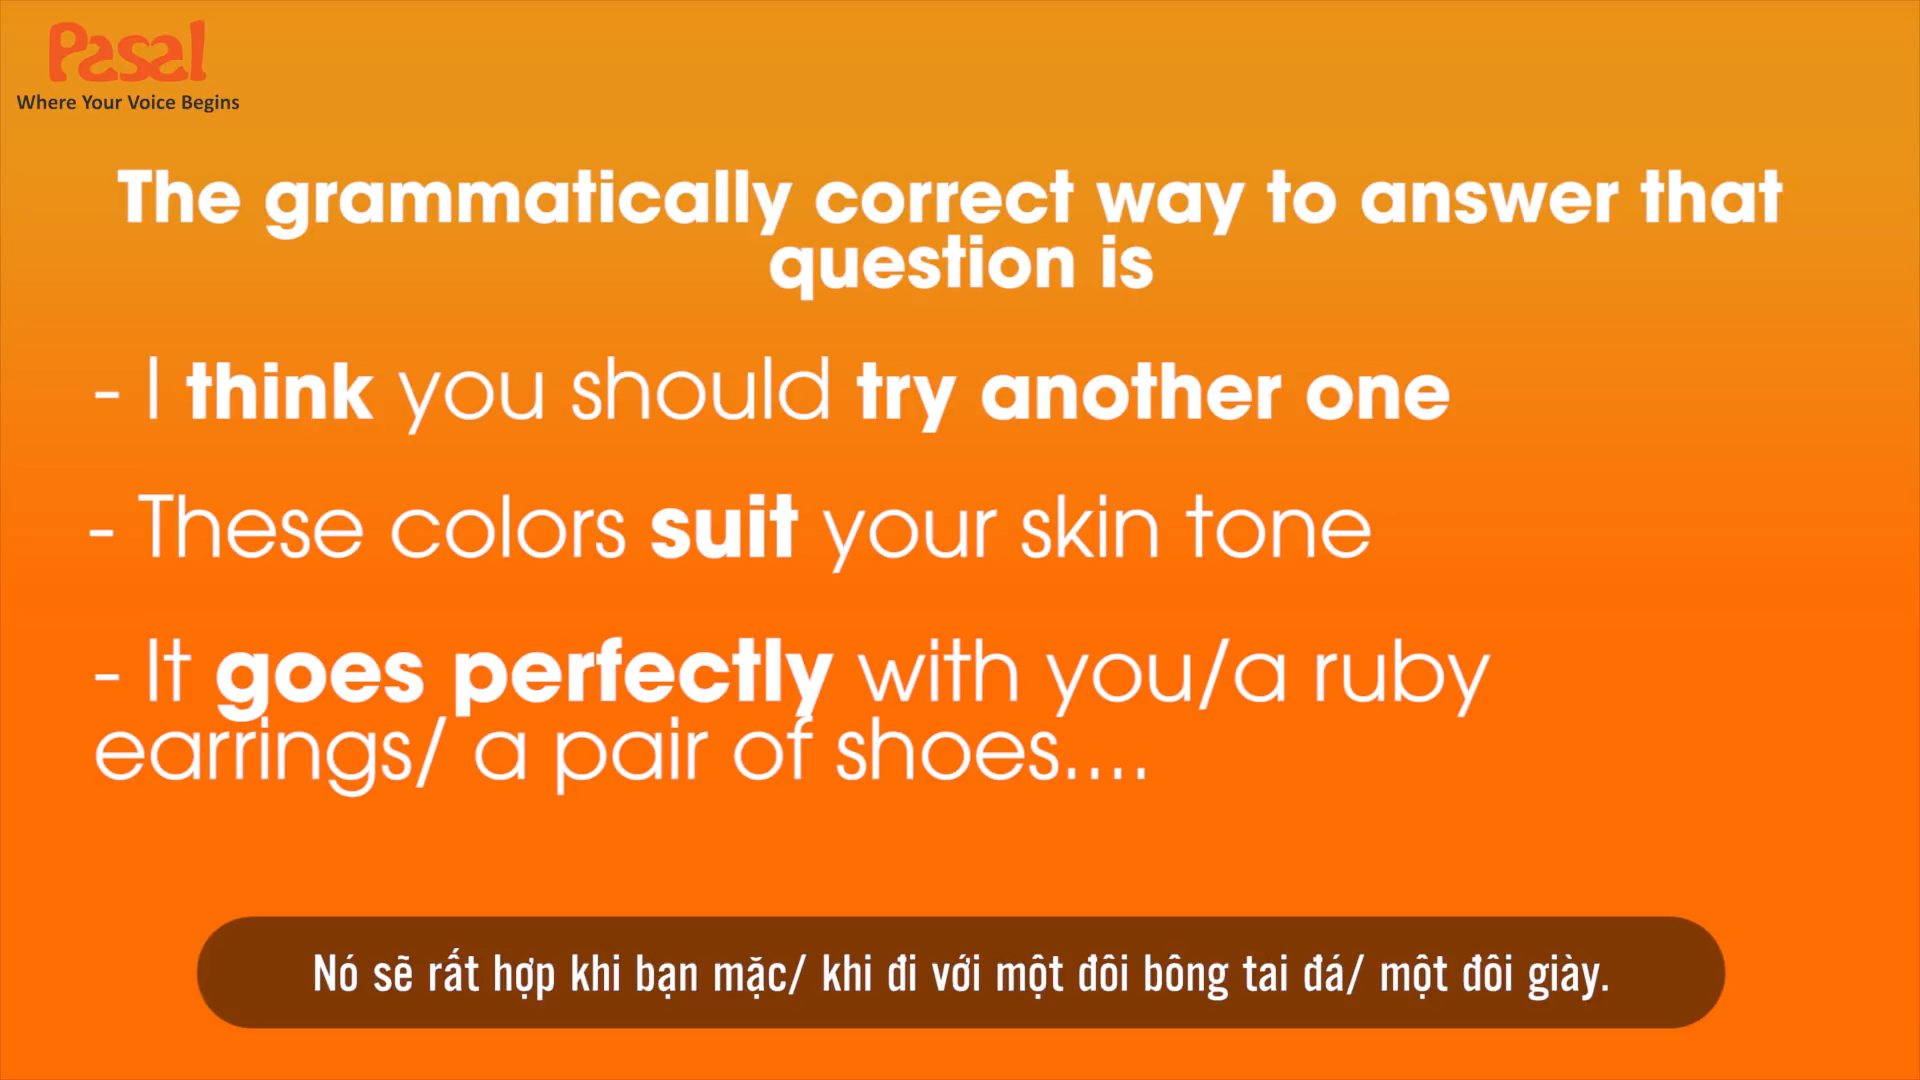 Pasal
Where Your Voice Begins
The grammatically correct way to answer that
question is
- I think you should try another one
- These colors suit your skin tone
- It goes perfectly with you/a ruby
earrings/ a pair of shoes....
Nó sẽ rất hợp khi bạn mặc/ khi đi với một đôi bông tai đá/ một đôi giày.